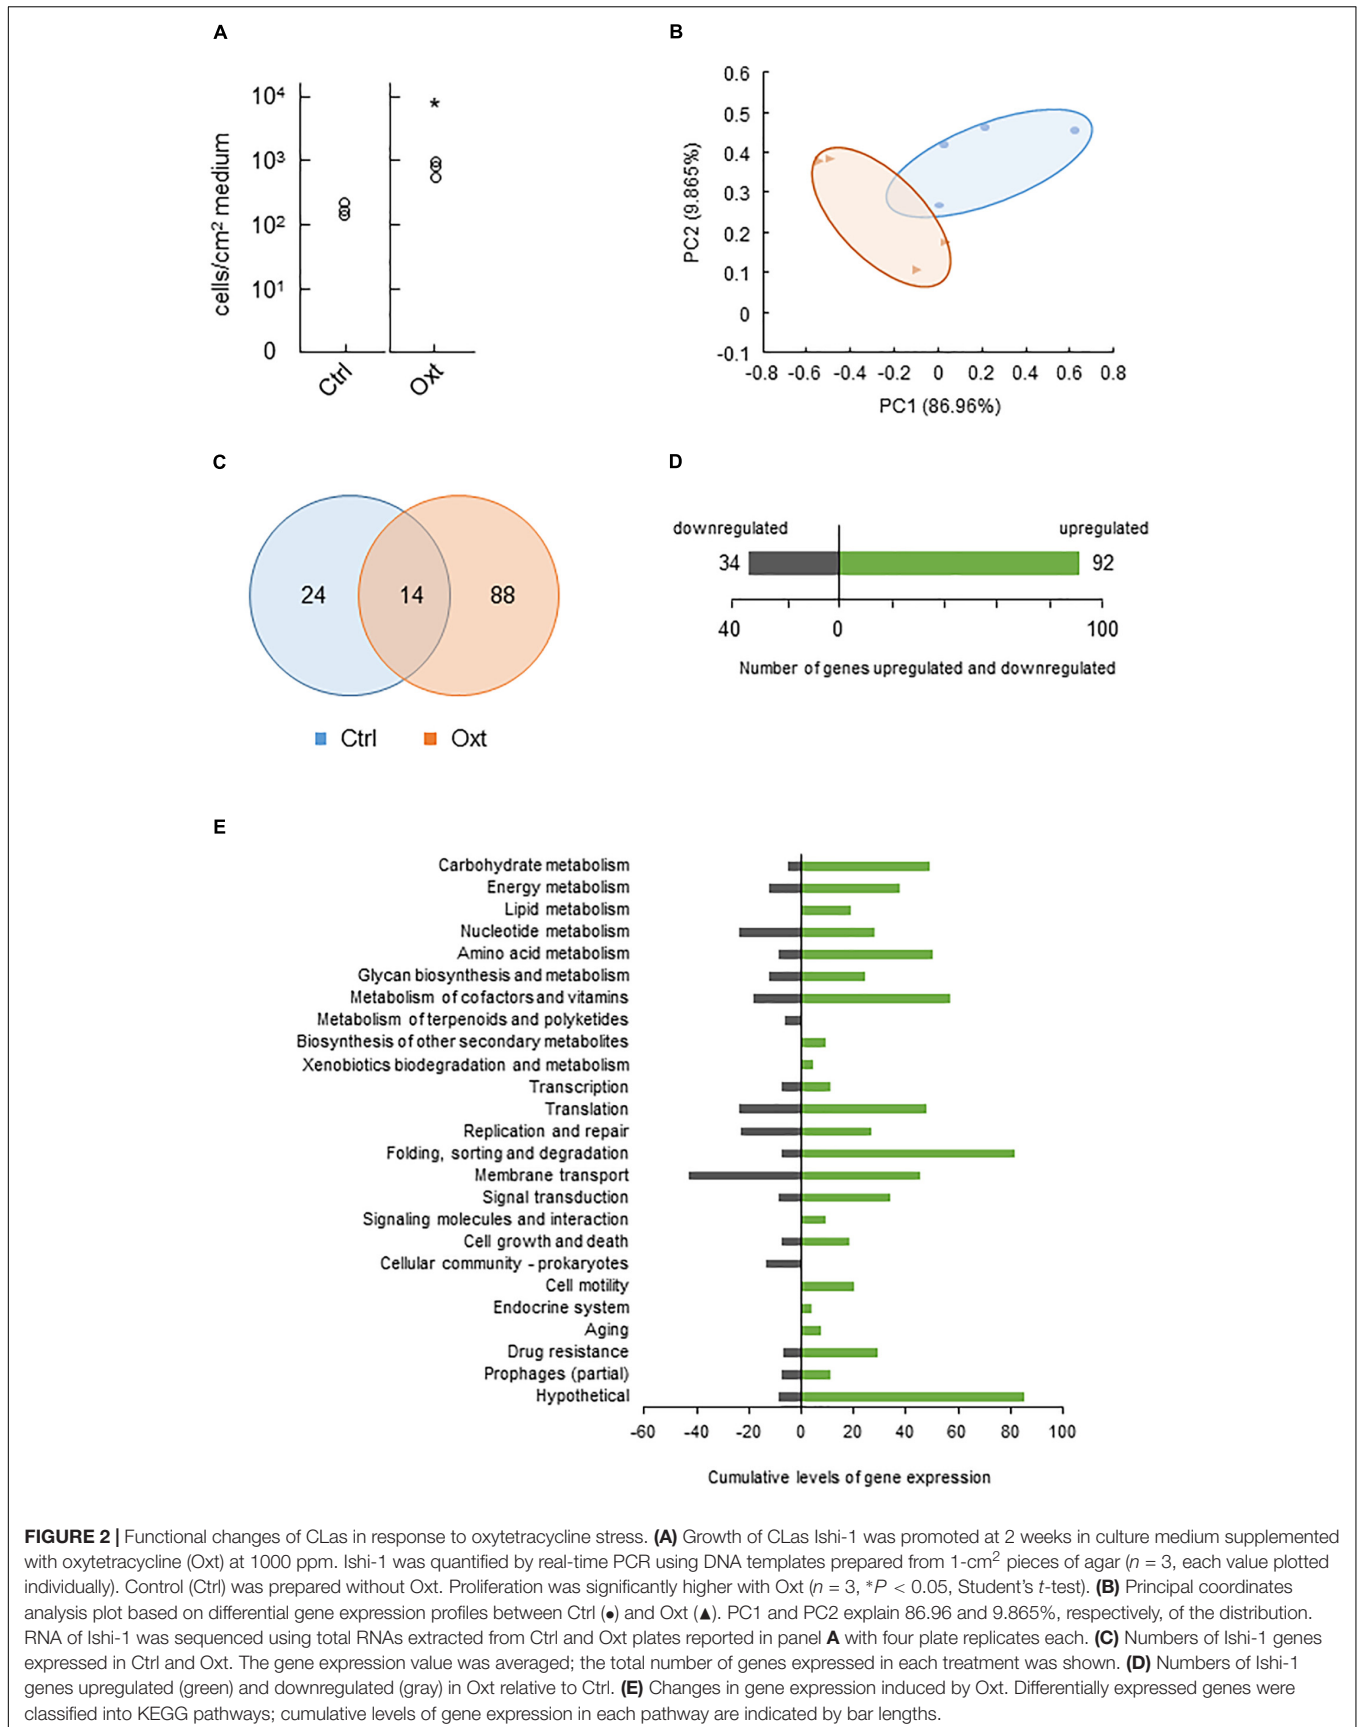 A
10⁴
10³
10²
10¹
0
cells/cm² medium
Ctrl
Oxt
*
B
0.6
0.5
0.4
0.3
0.2
0.1
0
-0.1
PC2 (9.865%)
-0.8 -0.6 -0.4 -0.2 0 0.2 0.4 0.6 0.8
PC1 (86.96%)
C
24 14 88
Ctrl Oxt
D
downregulated upregulated
34 92
40 0 100
Number of genes upregulated and downregulated
E
Carbohydrate metabolism
Energy metabolism
Lipid metabolism
Nucleotide metabolism
Amino acid metabolism
Glycan biosynthesis and metabolism
Metabolism of cofactors and vitamins
Metabolism of terpenoids and polyketides
Biosynthesis of other secondary metabolites
Xenobiotics biodegradation and metabolism
Transcription
Translation
Replication and repair
Folding, sorting and degradation
Membrane transport
Signal transduction
Signaling molecules and interaction
Cell growth and death
Cellular community - prokaryotes
Cell motility
Endocrine system
Aging
Drug resistance
Prophages (partial)
Hypothetical
-60 -40 -20 0 20 40 60 80 100
Cumulative levels of gene expression
FIGURE 2 | Functional changes of CLas in response to oxytetracycline stress. (A) Growth of CLas Ishi-1 was promoted at 2 weeks in culture medium supplemented
with oxytetracycline (Oxt) at 1000 ppm. Ishi-1 was quantified by real-time PCR using DNA templates prepared from 1-cm² pieces of agar (n = 3, each value plotted
individually). Control (Ctrl) was prepared without Oxt. Proliferation was significantly higher with Oxt (n = 3, *P < 0.05, Student's t-test). (B) Principal coordinates
analysis plot based on differential gene expression profiles between Ctrl (●) and Oxt (▲). PC1 and PC2 explain 86.96 and 9.865%, respectively, of the distribution.
RNA of Ishi-1 was sequenced using total RNAs extracted from Ctrl and Oxt plates reported in panel A with four plate replicates each. (C) Numbers of Ishi-1 genes
expressed in Ctrl and Oxt. The gene expression value was averaged; the total number of genes expressed in each treatment was shown. (D) Numbers of Ishi-1
genes upregulated (green) and downregulated (gray) in Oxt relative to Ctrl. (E) Changes in gene expression induced by Oxt. Differentially expressed genes were
classified into KEGG pathways; cumulative levels of gene expression in each pathway are indicated by bar lengths.